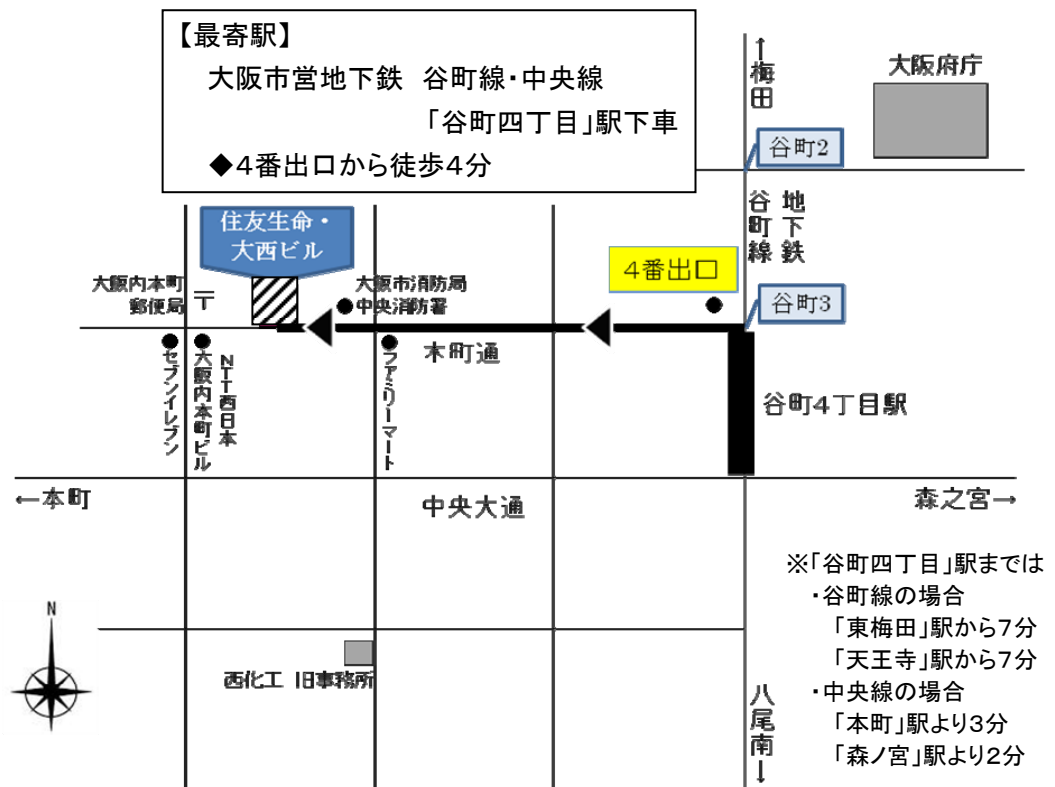 【最寄駅】
大阪市営地下鉄 谷町線・中央線
「谷町四丁目」駅下車
◆4番出口から徒歩4分
↑梅田
大阪府庁
谷町2
地下鉄
谷町線
住友生命・
大西ビル
4番出口
大阪内本町
郵便局
〒
大阪市消防局
中央消防署
谷町3
本町通
セブンイレブン
大阪内本町ビル
NTT西日本
ファミリーマート
谷町4丁目駅
←本町
中央大通
森之宮→
※「谷町四丁目」駅までは
・谷町線の場合
「東梅田」駅から7分
「天王寺」駅から7分
・中央線の場合
「本町」駅より3分
「森ノ宮」駅より2分
N
西化工 旧事務所
八尾南↓